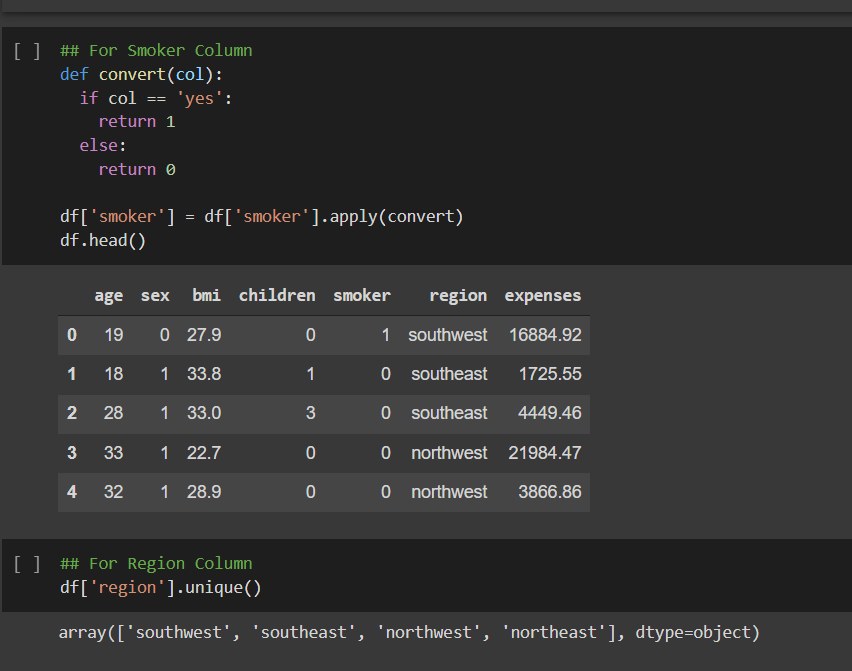 [ ] ## For Smoker Column
def convert(col):
  if col == 'yes':
    return 1
  else:
    return 0
df['smoker'] = df['smoker'].apply(convert)
df.head()
age sex bmi children smoker region expenses
0 19 0 27.9 0 1 southwest 16884.92
1 18 1 33.8 1 0 southeast 1725.55
2 28 1 33.0 3 0 southeast 4449.46
3 33 1 22.7 0 0 northwest 21984.47
4 32 1 28.9 0 0 northwest 3866.86
[ ] ## For Region Column
df['region'].unique()
array(['southwest', 'southeast', 'northwest', 'northeast'], dtype=object)